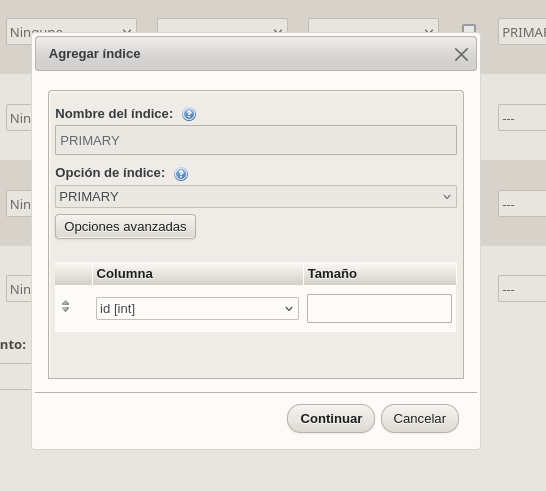 Ninguno
PRIMAR
Agregar índice
Nombre del índice:
PRIMARY
Opción de índice:
PRIMARY
Opciones avanzadas
Columna Tamaño
id [int]
Continuar Cancelar
Nin
---
Nin
---
Nin
---
nto: